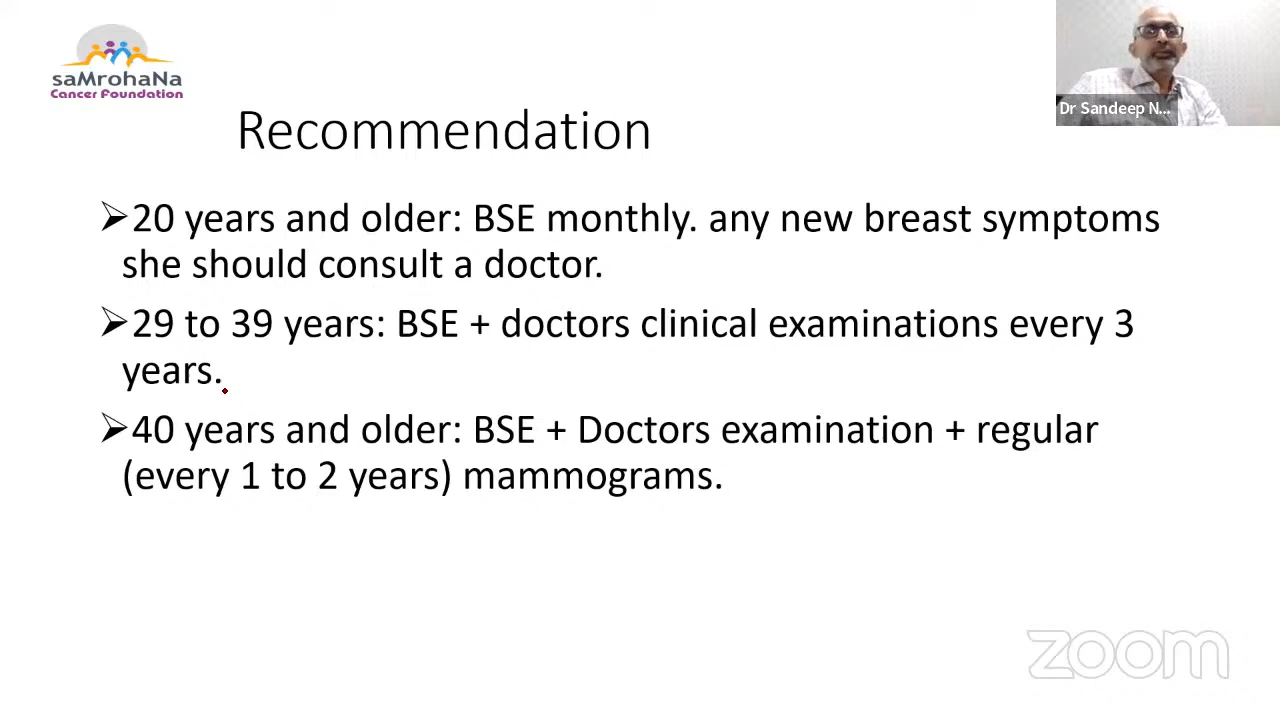 saMrohaNa
Cancer Foundation
Dr Sandeep N...
Recommendation
➢20 years and older: BSE monthly. any new breast symptoms
she should consult a doctor.
➢29 to 39 years: BSE + doctors clinical examinations every 3
years.
➢40 years and older: BSE + Doctors examination + regular
(every 1 to 2 years) mammograms.
zoom